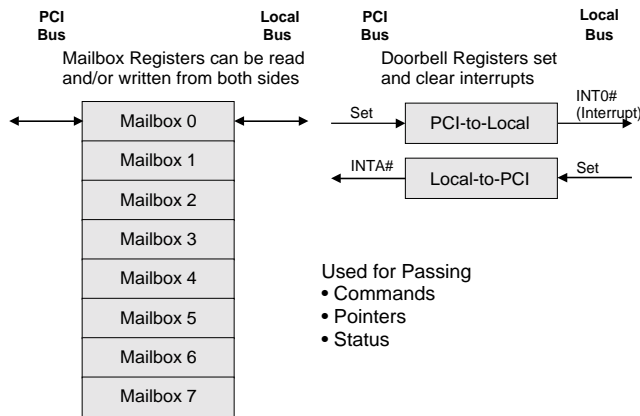 PCI
Bus
Local
Bus
Mailbox Registers can be read
and/or written from both sides
Mailbox 0
Mailbox 1
Mailbox 2
Mailbox 3
Mailbox 4
Mailbox 5
Mailbox 6
Mailbox 7
PCI
Bus
Local
Bus
Doorbell Registers set
and clear interrupts
Set
PCI-to-Local
INT0#
(Interrupt)
INTA#
Local-to-PCI
Set
Used for Passing
• Commands
• Pointers
• Status